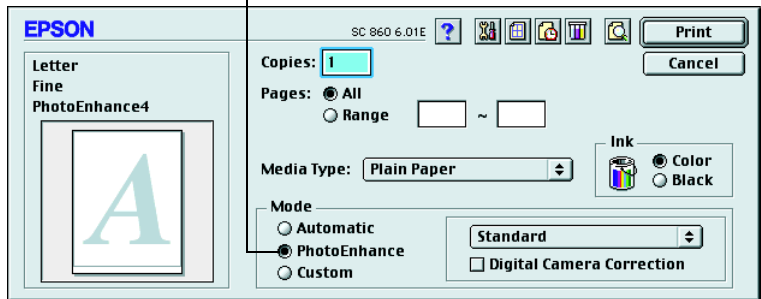 EPSON
SC 860 6.01E
?
Print
Letter
Fine
PhotoEnhance4
A
Copies: 1
Cancel
Pages: All
Range ~
Media Type: Plain Paper
Ink
Color
Black
Mode
Automatic
PhotoEnhance
Custom
Standard
Digital Camera Correction